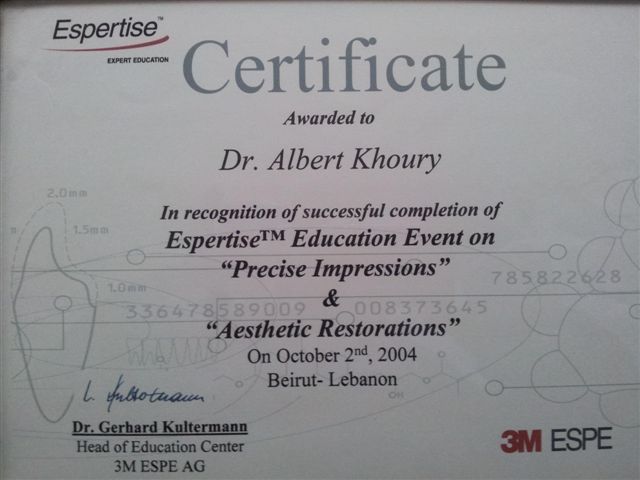 Espertise™
EXPERT EDUCATION
Certificate
Awarded to
Dr. Albert Khoury
In recognition of successful completion of
Espertise™ Education Event on
“Precise Impressions”
&
“Aesthetic Restorations”
On October 2nd, 2004
Beirut- Lebanon
2.0mm
1.5mm
1.0mm
336478589009
008373645
785822628
OH
L. Kultermann
Dr. Gerhard Kultermann
Head of Education Center
3M ESPE AG
3M ESPE